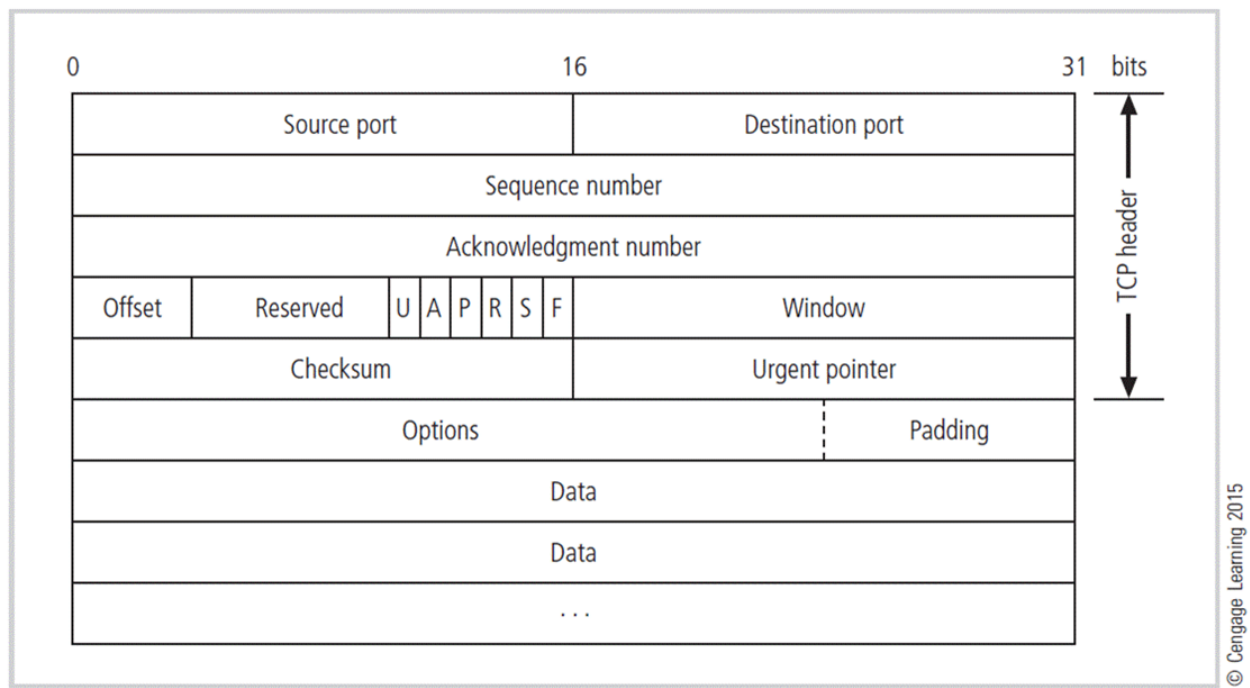 0 16 31 bits
Source port Destination port
Sequence number
Acknowledgment number
Offset Reserved U A P R S F Window
Checksum Urgent pointer
Options Padding
Data
Data
...
TCP header
© Cengage Learning 2015